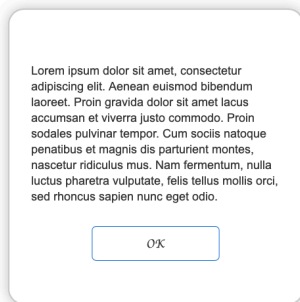 Lorem ipsum dolor sit amet, consectetur
adipiscing elit. Aenean euismod bibendum
laoreet. Proin gravida dolor sit amet lacus
accumsan et viverra justo commodo. Proin
sodales pulvinar tempor. Cum sociis natoque
penatibus et magnis dis parturient montes,
nascetur ridiculus mus. Nam fermentum, nulla
luctus pharetra vulputate, felis tellus mollis orci,
sed rhoncus sapien nunc eget odio.
OK